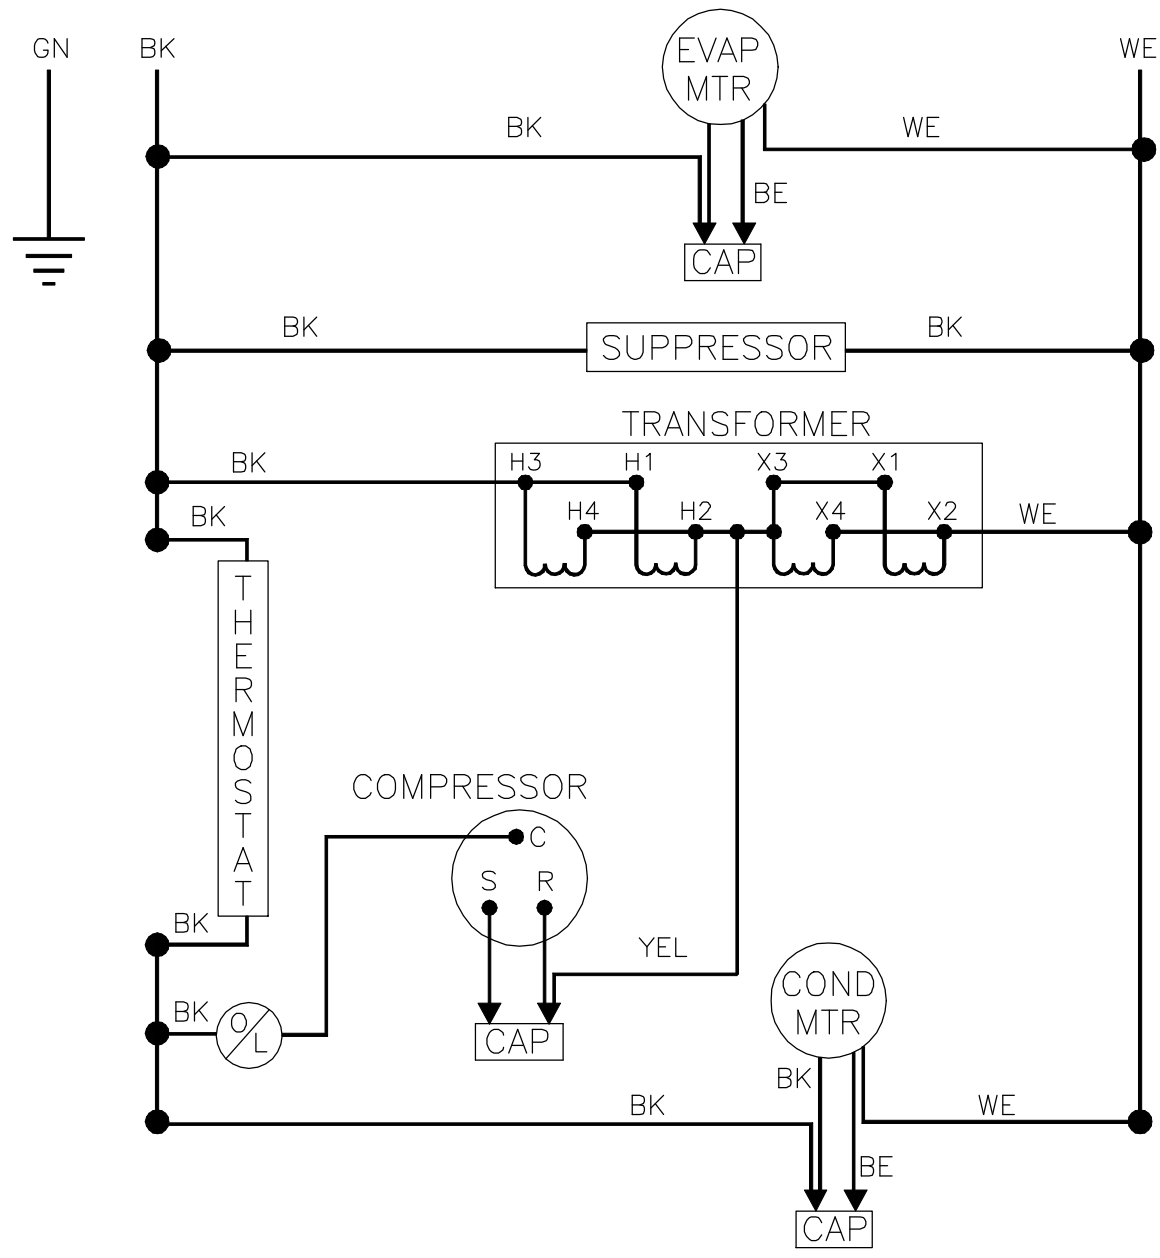 GN
BK
WE
EVAP
MTR
BK
WE
BE
CAP
BK
SUPPRESSOR
BK
TRANSFORMER
BK
H3
H1
X3
X1
BK
H4
H2
X4
X2
WE
THERMOSTAT
COMPRESSOR
C
S
R
BK
YEL
BK
O/L
CAP
COND
MTR
BK
BK
WE
BE
CAP